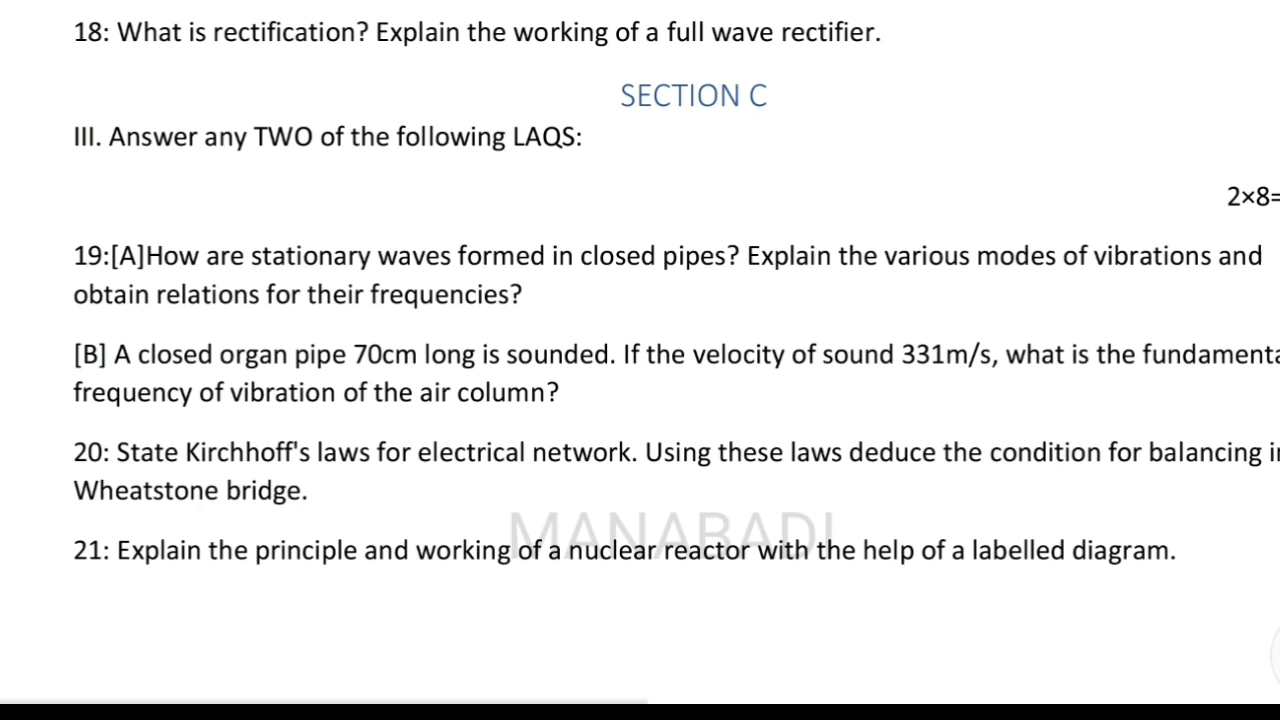 18: What is rectification? Explain the working of a full wave rectifier.
SECTION C
III. Answer any TWO of the following LAQS:
2×8=
19:[A]How are stationary waves formed in closed pipes? Explain the various modes of vibrations and
obtain relations for their frequencies?
[B] A closed organ pipe 70cm long is sounded. If the velocity of sound 331m/s, what is the fundamenta
frequency of vibration of the air column?
20: State Kirchhoff's laws for electrical network. Using these laws deduce the condition for balancing in
Wheatstone bridge.
MANABADI
21: Explain the principle and working of a nuclear reactor with the help of a labelled diagram.